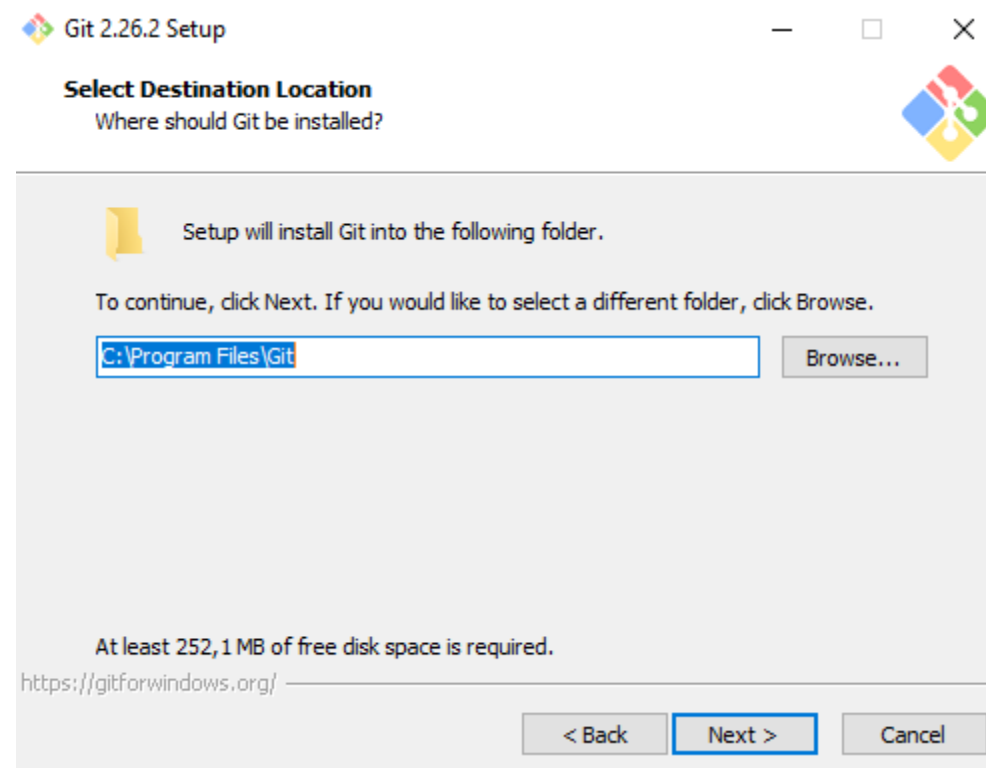 Git 2.26.2 Setup
Select Destination Location
Where should Git be installed?
Setup will install Git into the following folder.
To continue, click Next. If you would like to select a different folder, click Browse.
C:\Program Files\Git
Browse...
At least 252,1 MB of free disk space is required.
https://gitforwindows.org/
< Back
Next >
Cancel